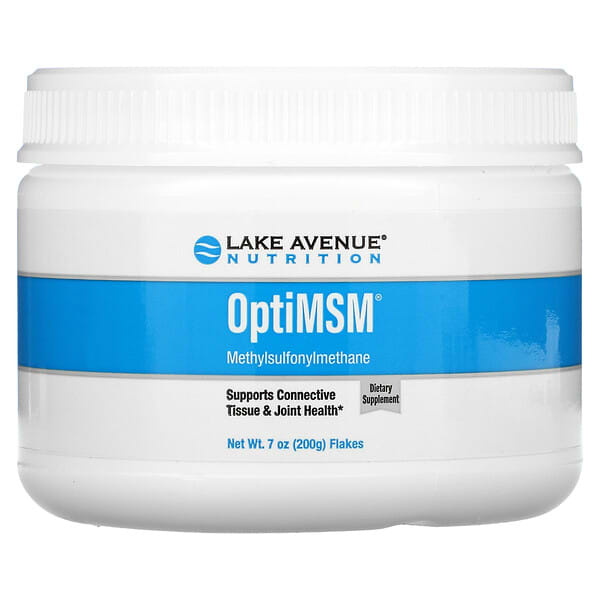 LAKE AVENUE®
NUTRITION
OptiMSM®
Methylsulfonylmethane
Supports Connective
Tissue & Joint Health*
Dietary
Supplement
Net Wt. 7 oz (200g) Flakes